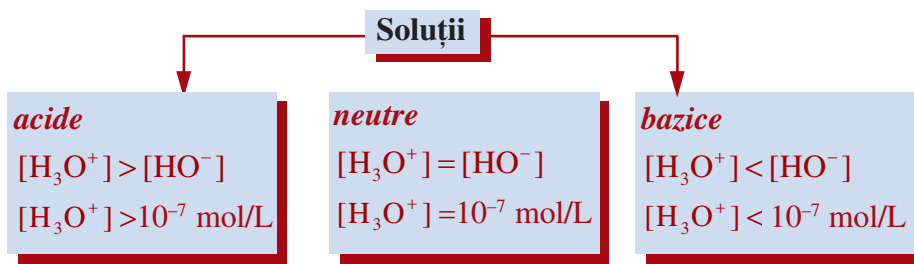 Soluții
acide
[H₃O⁺] > [HO⁻]
[H₃O⁺] > 10⁻⁷ mol/L
neutre
[H₃O⁺] = [HO⁻]
[H₃O⁺] = 10⁻⁷ mol/L
bazice
[H₃O⁺] < [HO⁻]
[H₃O⁺] < 10⁻⁷ mol/L